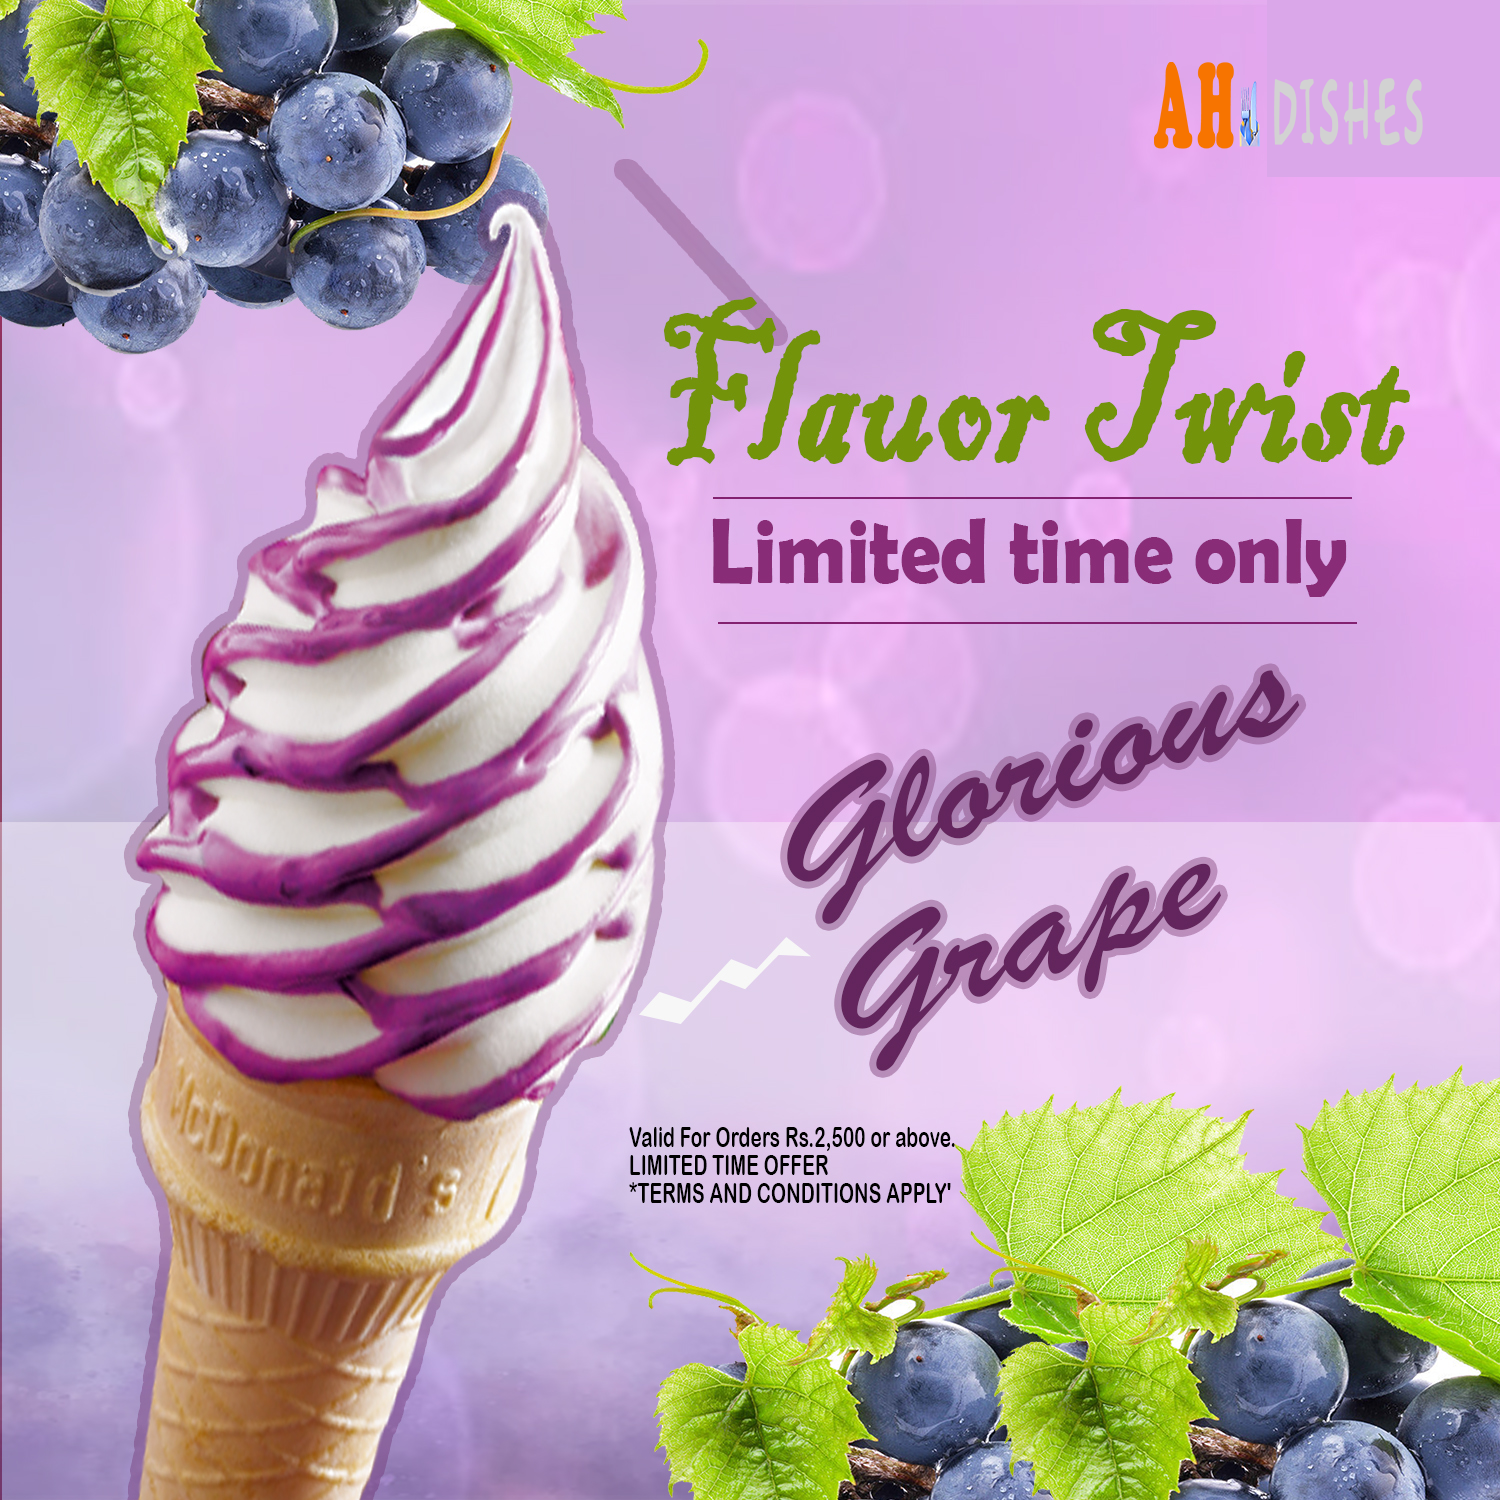 AH DISHES
Flavor Twist
Limited time only
Glorious
Grape
McDonald's
Valid For Orders Rs.2,500 or above.
LIMITED TIME OFFER
*TERMS AND CONDITIONS APPLY'